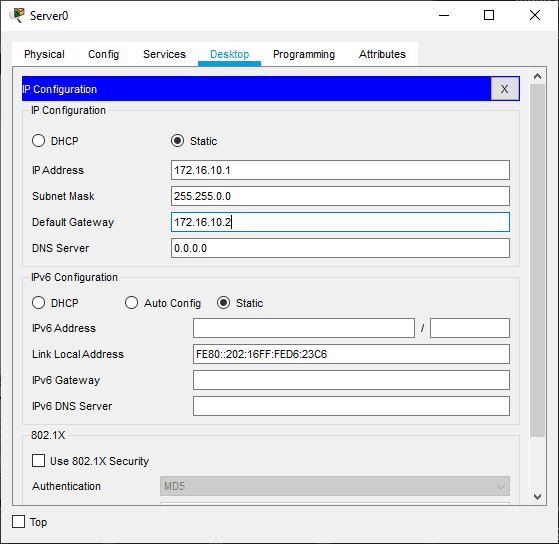 Server0
Physical Config Services Desktop Programming Attributes
IP Configuration X
IP Configuration
DHCP Static
IP Address 172.16.10.1
Subnet Mask 255.255.0.0
Default Gateway 172.16.10.2
DNS Server 0.0.0.0
IPv6 Configuration
DHCP Auto Config Static
IPv6 Address /
Link Local Address FE80::202:16FF:FED6:23C6
IPv6 Gateway
IPv6 DNS Server
802.1X
Use 802.1X Security
Authentication MD5
Top